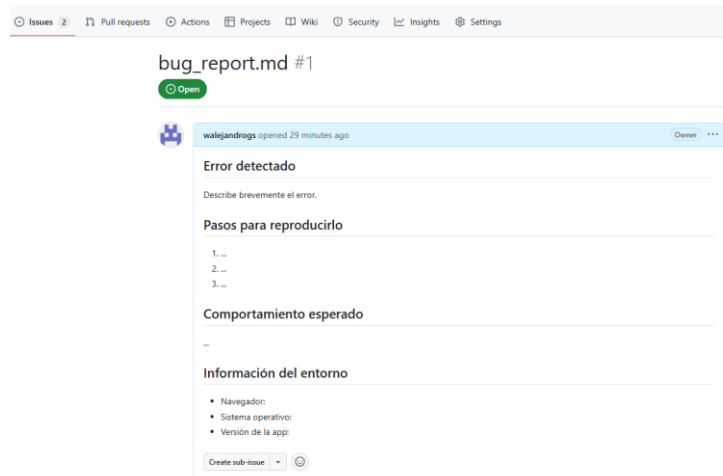 Issues 2 Pull requests Actions Projects Wiki Security Insights Settings
bug_report.md #1
Open
walejandrogs opened 29 minutes ago Owner ...
Error detectado
Describe brevemente el error.
Pasos para reproducirlo
1. ...
2. ...
3. ...
Comportamiento esperado
...
Información del entorno
• Navegador:
• Sistema operativo:
• Versión de la app:
Create sub-issue